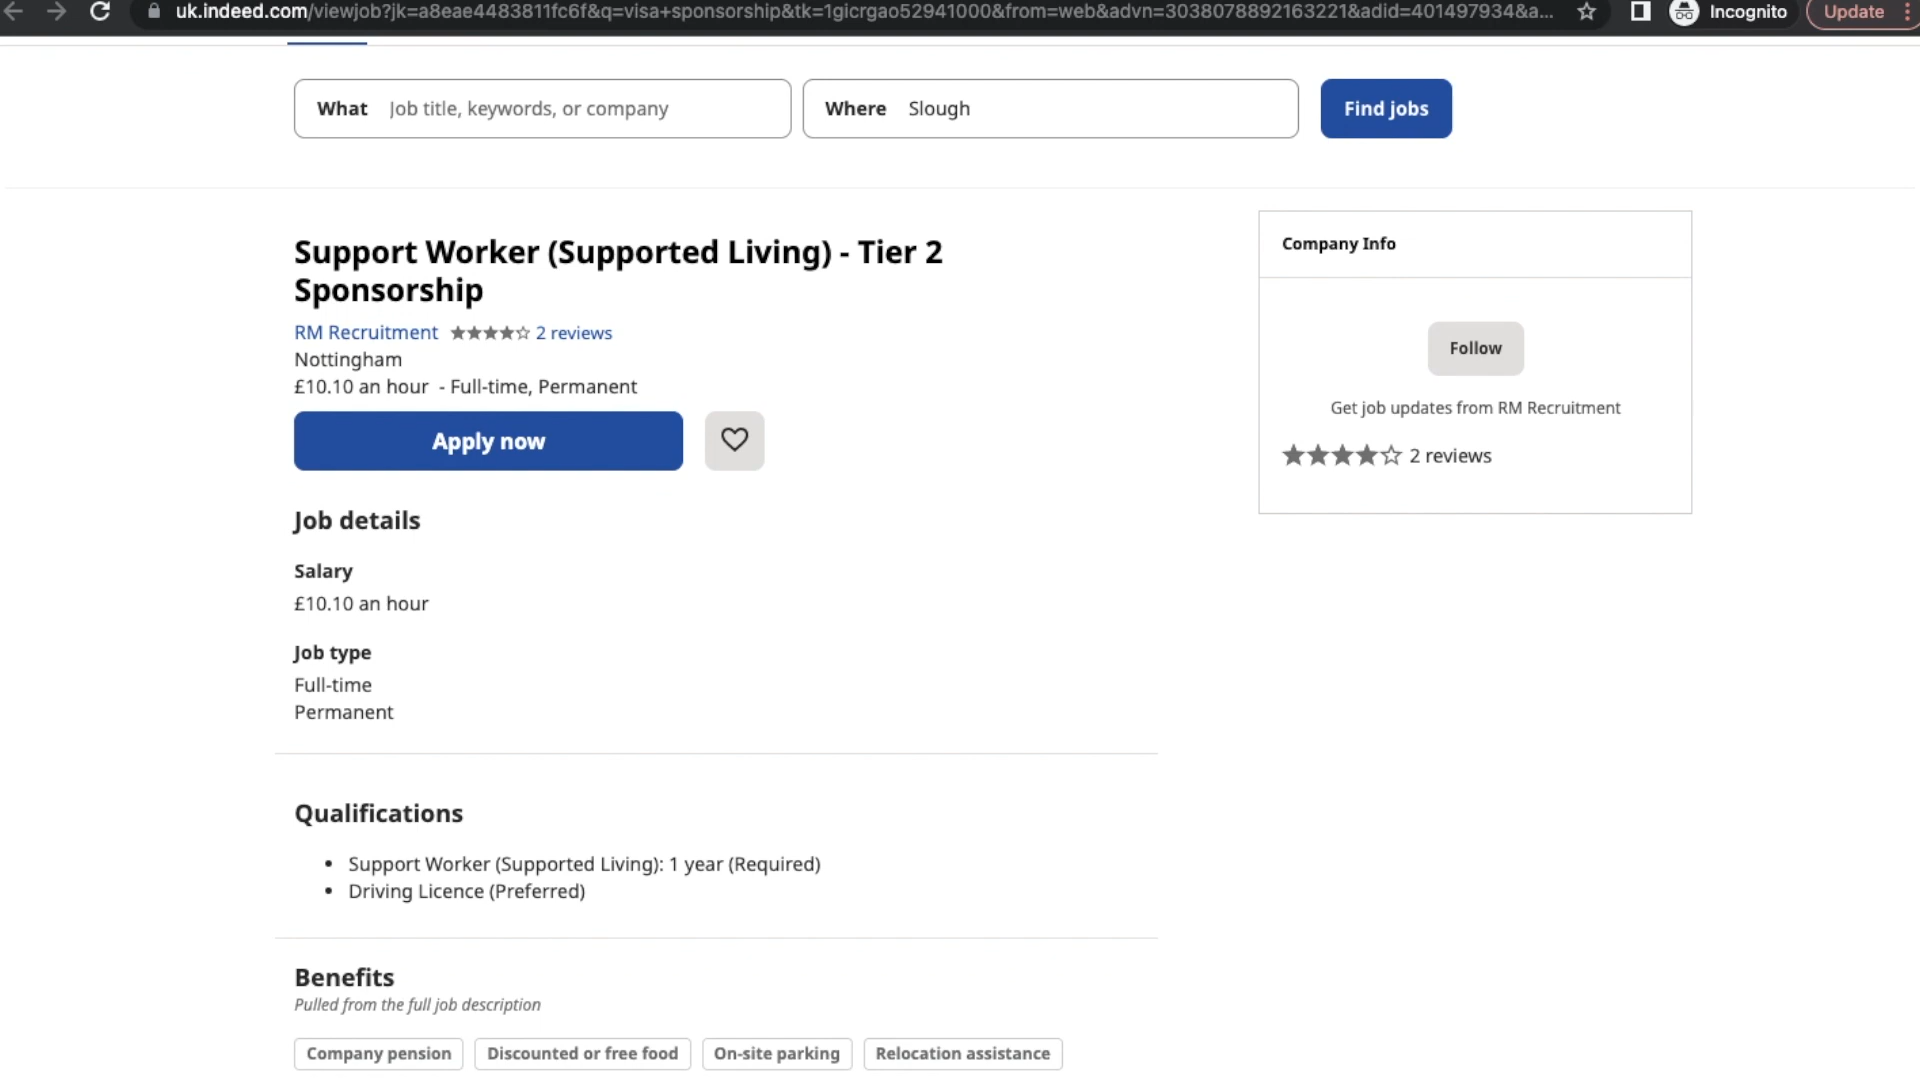 uk.indeed.com/viewjob?jk=a8eae4483811fc6f&q=visa+sponsorship&tk=1gicrgao52941000&from=web&advn=3038078892163221&adid=401497934&a...
Incognito
Update
What Job title, keywords, or company
Where Slough
Find jobs
Support Worker (Supported Living) - Tier 2
Sponsorship
RM Recruitment 2 reviews
Nottingham
£10.10 an hour - Full-time, Permanent
Apply now
Company Info
Follow
Get job updates from RM Recruitment
2 reviews
Job details
Salary
£10.10 an hour
Job type
Full-time
Permanent
Qualifications
• Support Worker (Supported Living): 1 year (Required)
• Driving Licence (Preferred)
Benefits
Pulled from the full job description
Company pension
Discounted or free food
On-site parking
Relocation assistance